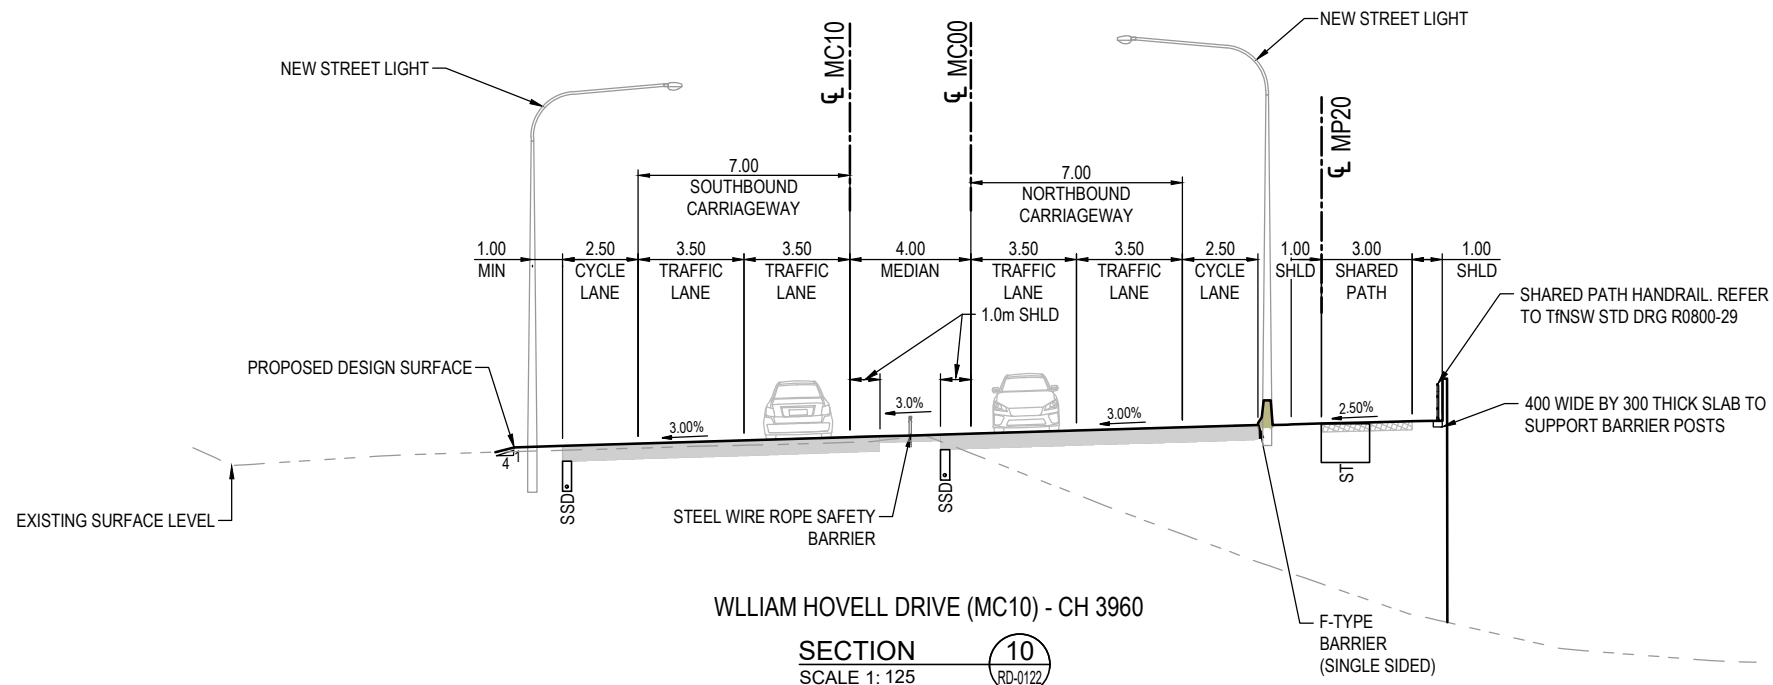 NEW STREET LIGHT
NEW STREET LIGHT
℄ MC10
℄ MC00
℄ MP20
7.00
SOUTHBOUND
CARRIAGEWAY
7.00
NORTHBOUND
CARRIAGEWAY
1.00
MIN
2.50
CYCLE
LANE
3.50
TRAFFIC
LANE
3.50
TRAFFIC
LANE
4.00
MEDIAN
3.50
TRAFFIC
LANE
3.50
TRAFFIC
LANE
2.50
CYCLE
LANE
1.00
SHLD
3.00
SHARED
PATH
1.00
SHLD
1.0m SHLD
SHARED PATH HANDRAIL. REFER
TO TfNSW STD DRG R0800-29
PROPOSED DESIGN SURFACE
3.00%
3.0%
3.00%
2.50%
400 WIDE BY 300 THICK SLAB TO
SUPPORT BARRIER POSTS
4
1
SSD
SSD
ST
EXISTING SURFACE LEVEL
STEEL WIRE ROPE SAFETY
BARRIER
F-TYPE
BARRIER
(SINGLE SIDED)
WLLIAM HOVELL DRIVE (MC10) - CH 3960
SECTION
SCALE 1: 125
10
RD-0122